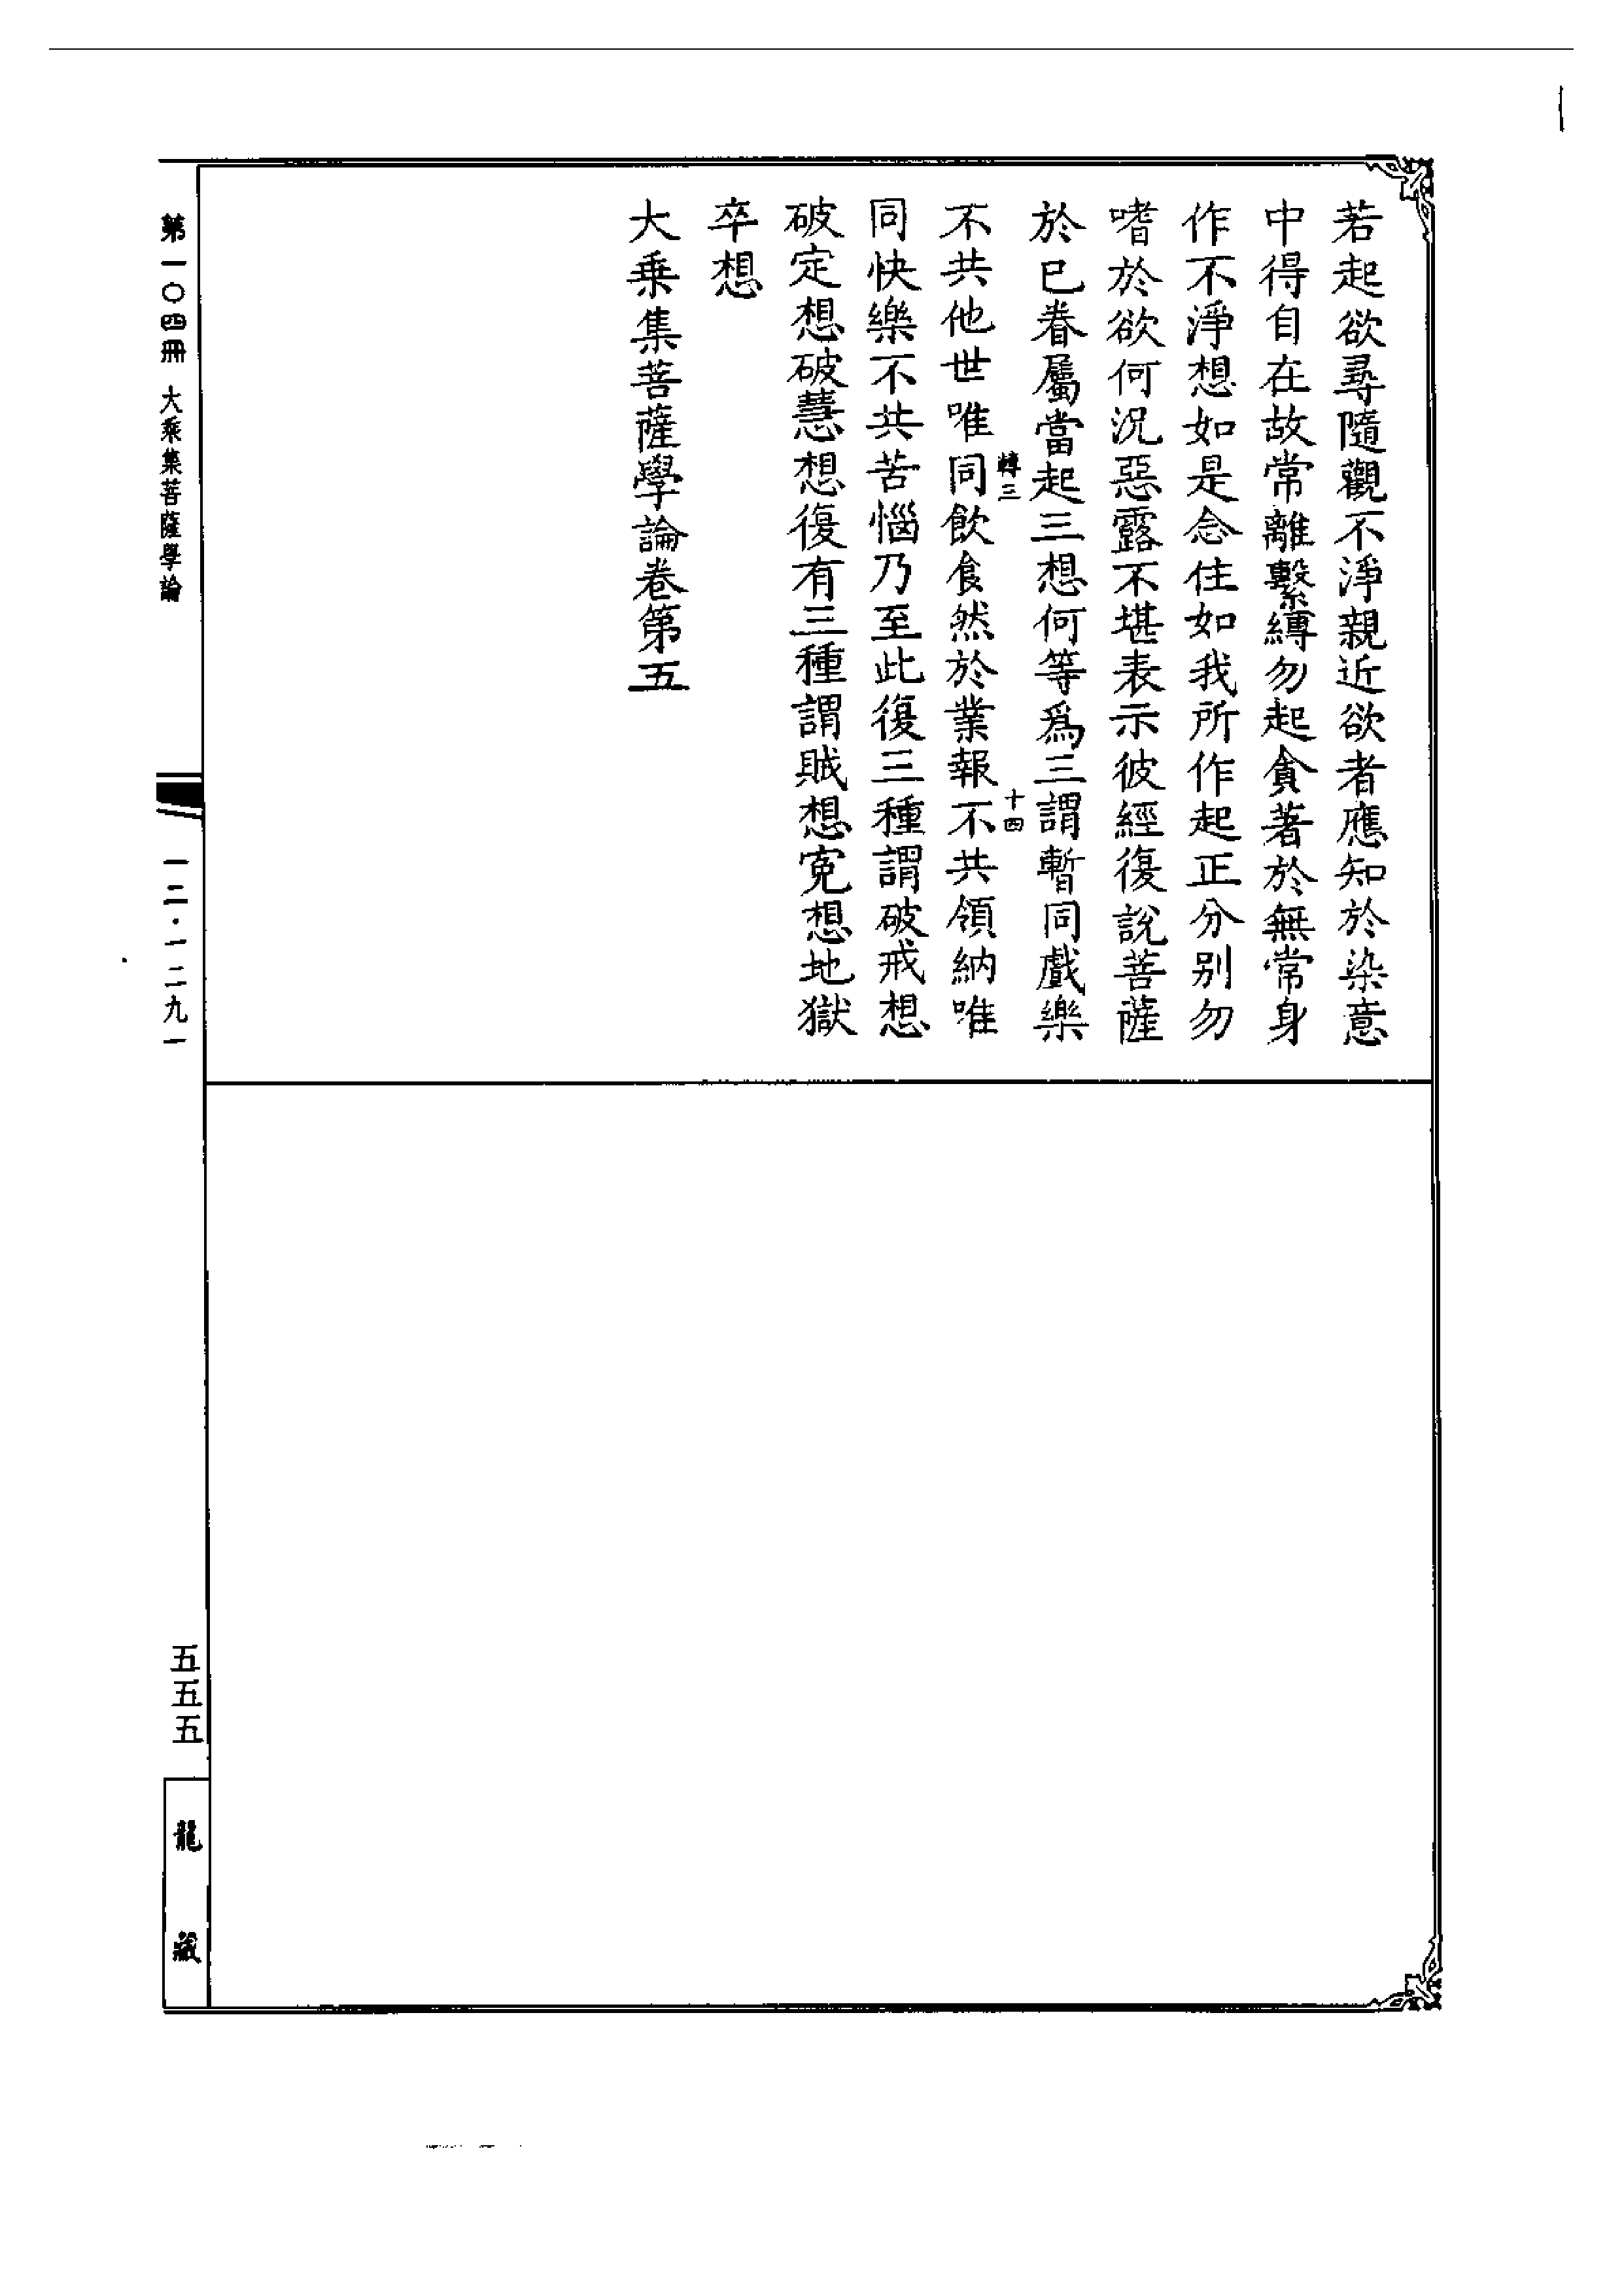 若起欲尋隨觀不淨親近欲者應知於染意
中得自在故常離繫縛勿起貪著於無常身
作不淨想如是念住如我所作起正分别勿
嗜於欲何況惡露不堪表示彼經復說菩薩
於已眷屬當起三想何等爲三謂暫同戲樂
轉三
十四
不共他世唯同飲食然於業報不共領納唯
同快樂不共苦惱乃至此復三種謂破戒想
破定想破慧想復有三種謂賊想寃想地獄
卒想
大乗集菩薩學論卷第五
第一〇四冊 大乘集菩薩學論
一二·一二九一
五五五
龍藏